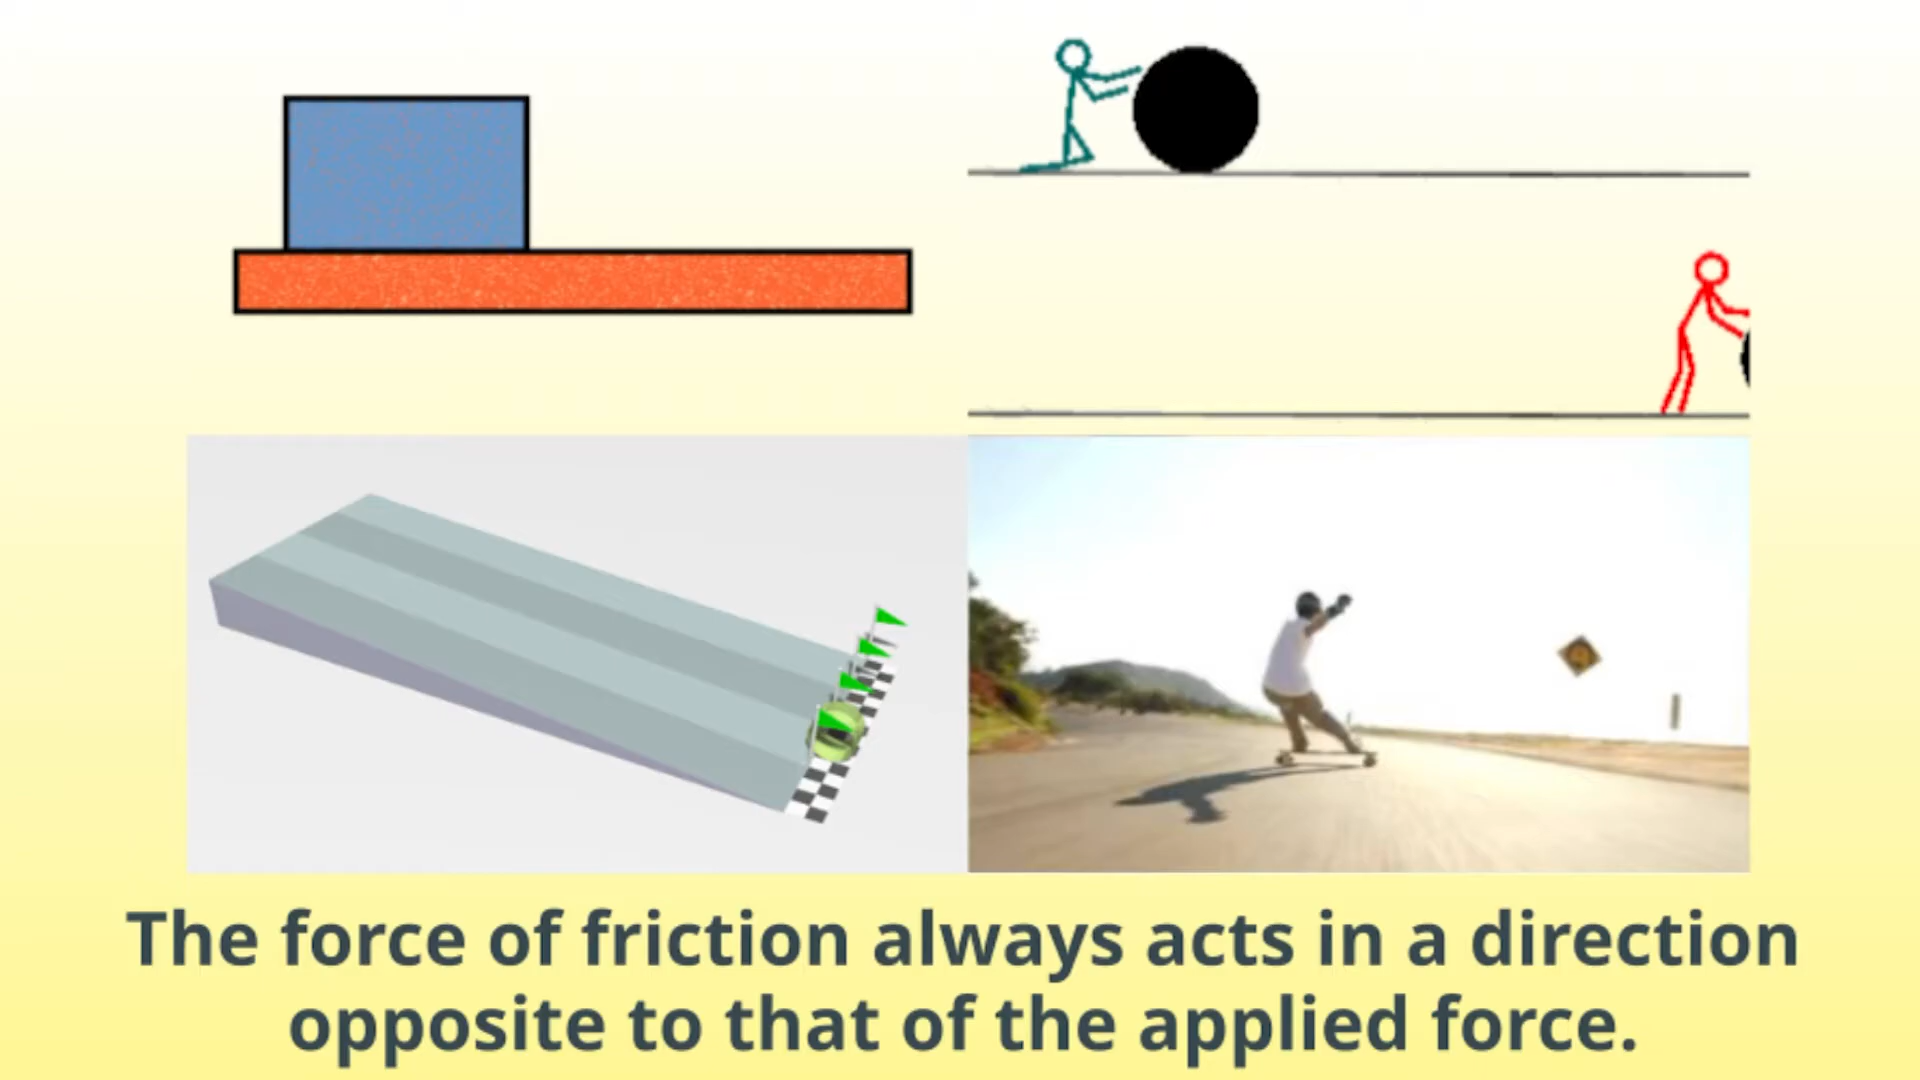 The force of friction always acts in a direction
opposite to that of the applied force.